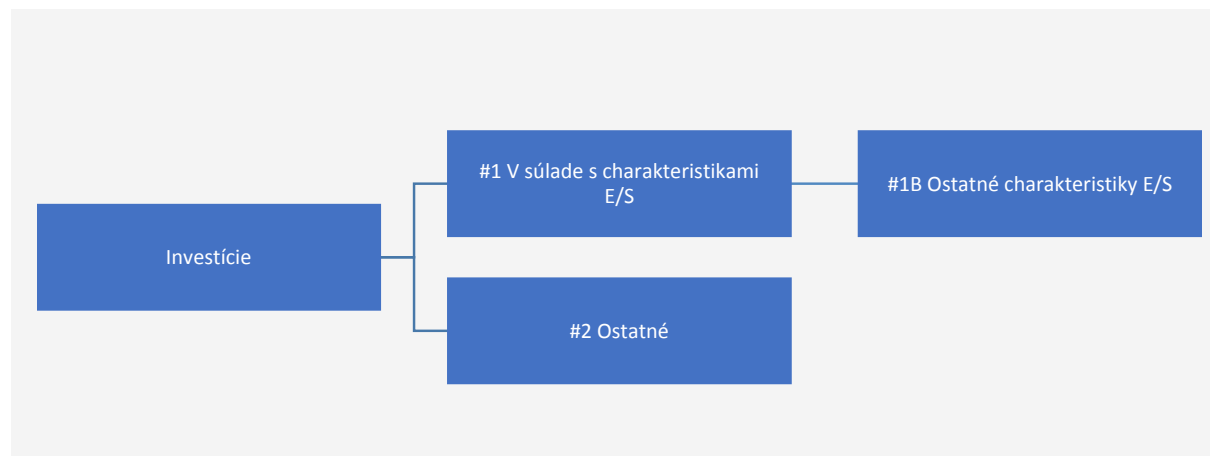 #1 V súlade s charakteristikami
E/S
#1B Ostatné charakteristiky E/S
Investície
#2 Ostatné